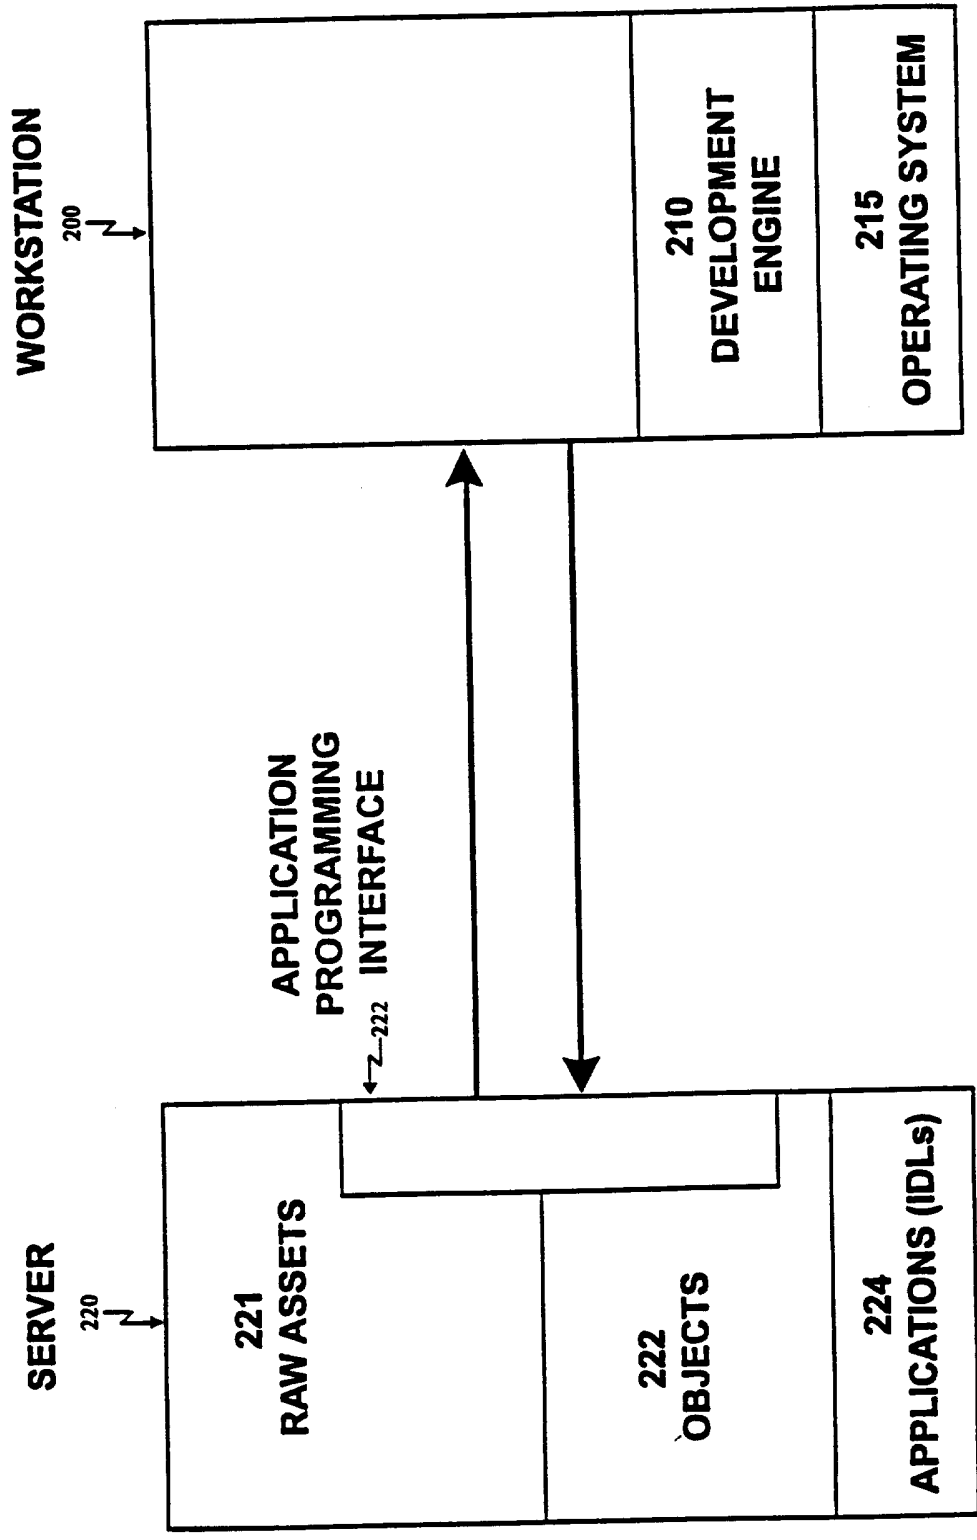 SERVER
220
221
RAW ASSETS
222
OBJECTS
224
APPLICATIONS (IDLs)
APPLICATION
PROGRAMMING
222 INTERFACE
WORKSTATION
200
210
DEVELOPMENT
ENGINE
215
OPERATING SYSTEM